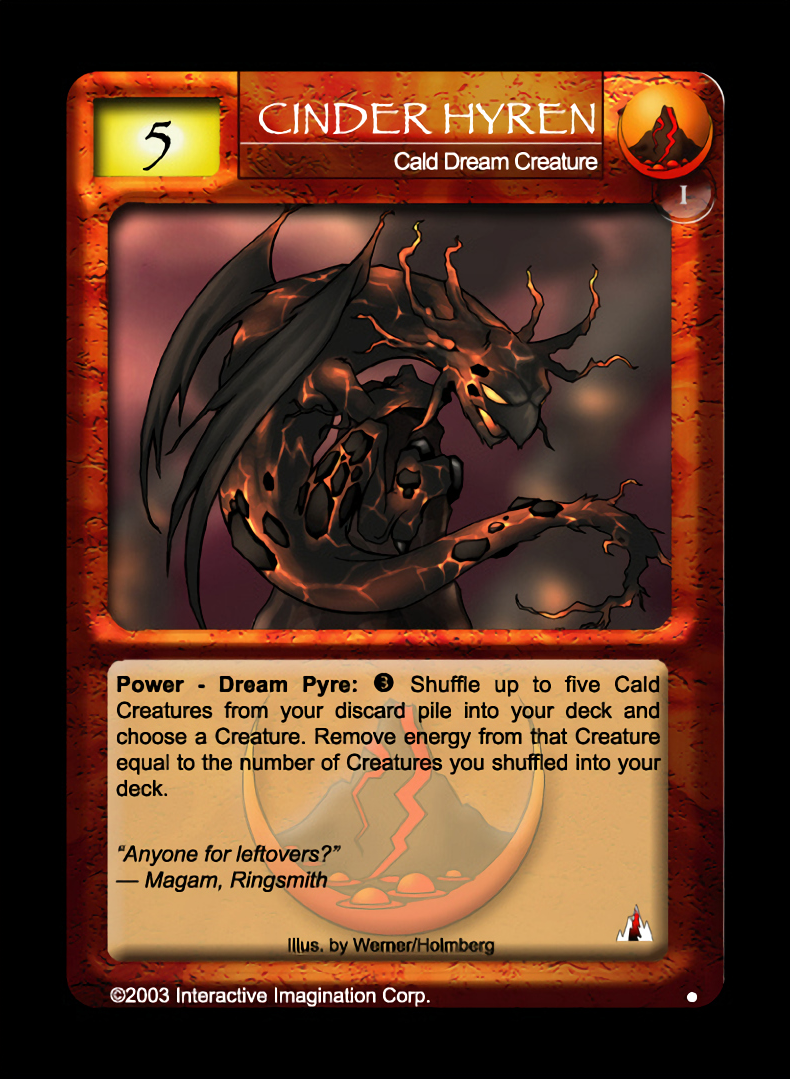 5
CINDER HYREN
Cald Dream Creature
I
Power - Dream Pyre: ❸ Shuffle up to five Cald
Creatures from your discard pile into your deck and
choose a Creature. Remove energy from that Creature
equal to the number of Creatures you shuffled into your
deck.
“Anyone for leftovers?”
— Magam, Ringsmith
Illus. by Werner/Holmberg
©2003 Interactive Imagination Corp.